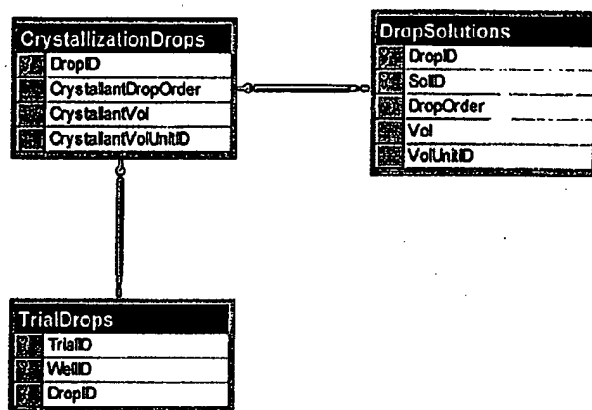 CrystallizationDrops
DropID
CrystallantDropOrder
CrystallantVol
CrystallantVolUnitID
DropSolutions
DropID
SolID
DropOrder
Vol
VolUnitID
TrialDrops
TrialID
WellID
DropID